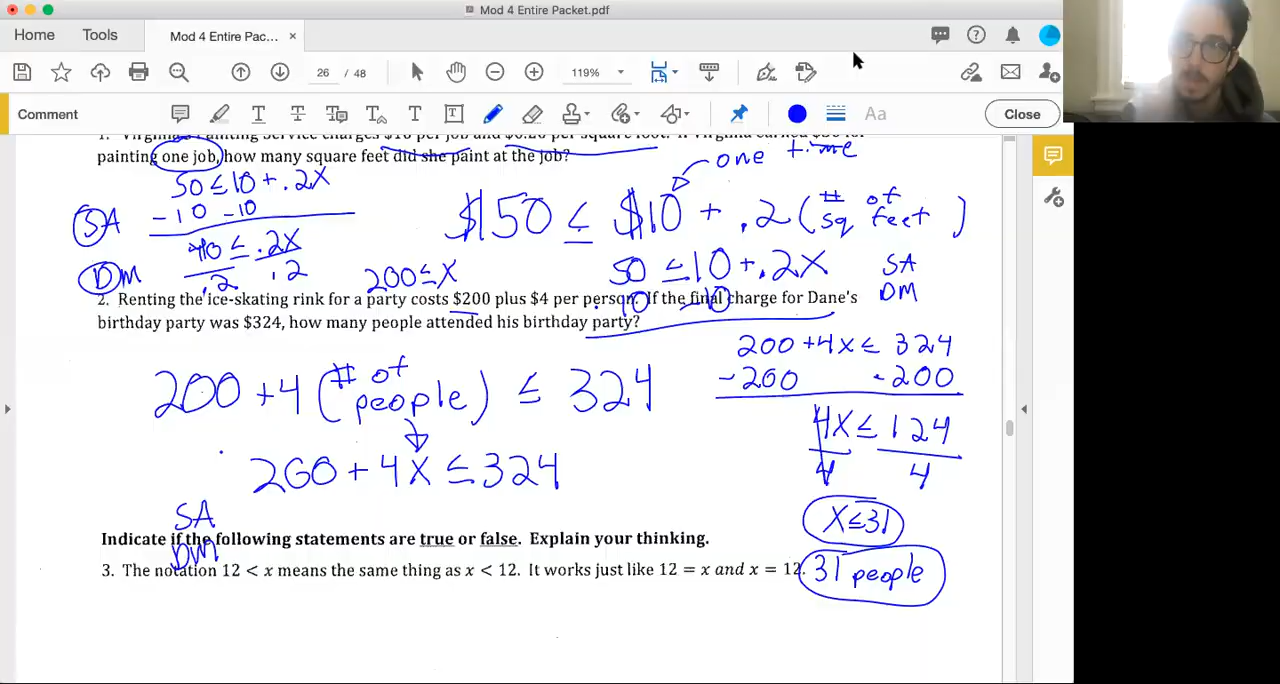 Mod 4 Entire Packet.pdf
Home Tools Mod 4 Entire Pac... ×
26 / 48 119%
Comment Close
painting one job, how many square feet did she paint at the job?
one time
50 ≤ 10 + .2X
-10 -10
SA
40 ≤ .2X
.2 .2
DM
200 ≤ X
$150 ≤ $10 + .2 (# of sq feet)
50 ≤ 10 + .2X
-10
SA
DM
2. Renting the ice-skating rink for a party costs $200 plus $4 per person. If the final charge for Dane's
birthday party was $324, how many people attended his birthday party?
200 + 4 (# of people) ≤ 324
200 + 4X ≤ 324
200 + 4X ≤ 324
-200 -200
4X ≤ 124
4 4
X ≤ 31
31 people
SA
DM
Indicate if the following statements are true or false. Explain your thinking.
3. The notation 12 < x means the same thing as x < 12. It works just like 12 = x and x = 12.